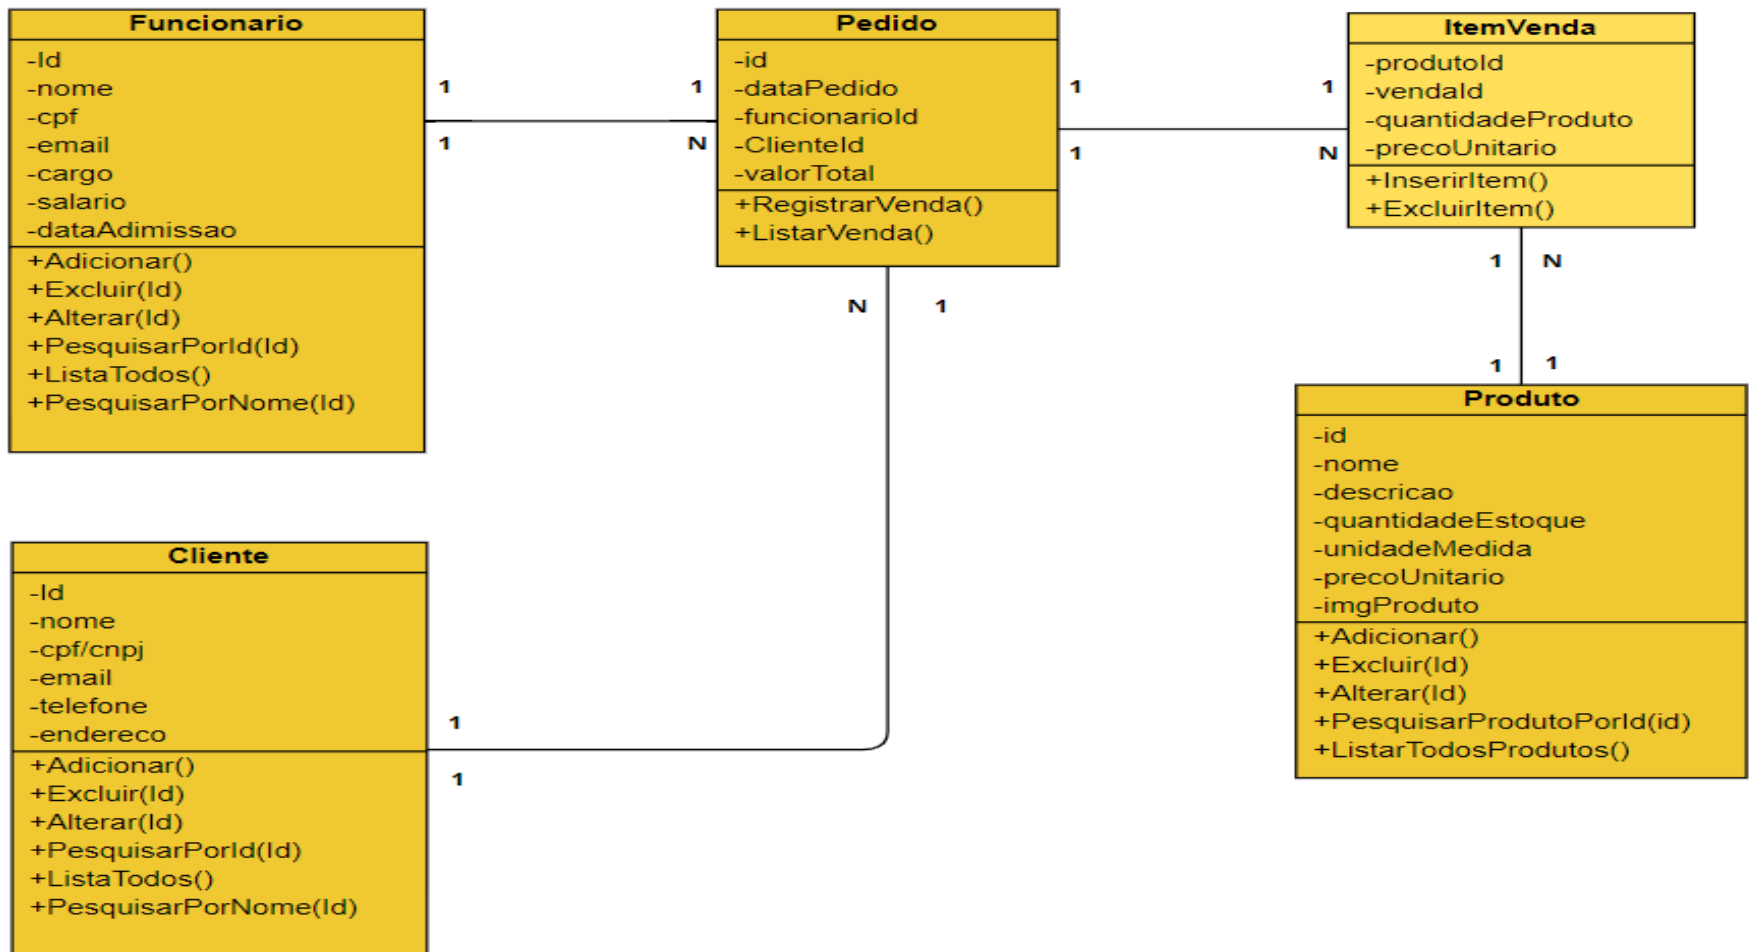 Funcionario
-Id
-nome
-cpf
-email
-cargo
-salario
-dataAdimissao
+Adicionar()
+Excluir(Id)
+Alterar(Id)
+PesquisarPorId(Id)
+ListaTodos()
+PesquisarPorNome(Id)
1
1
1
N
Pedido
-id
-dataPedido
-funcionarioId
-ClienteId
-valorTotal
+RegistrarVenda()
+ListarVenda()
1
1
1
N
ItemVenda
-produtoId
-vendaId
-quantidadeProduto
-precoUnitario
+InserirItem()
+ExcluirItem()
1 N
1 1
N 1
Produto
-id
-nome
-descricao
-quantidadeEstoque
-unidadeMedida
-precoUnitario
-imgProduto
+Adicionar()
+Excluir(Id)
+Alterar(Id)
+PesquisarProdutoPorId(id)
+ListarTodosProdutos()
Cliente
-Id
-nome
-cpf/cnpj
-email
-telefone
-endereco
+Adicionar()
+Excluir(Id)
+Alterar(Id)
+PesquisarPorId(Id)
+ListaTodos()
+PesquisarPorNome(Id)
1
1